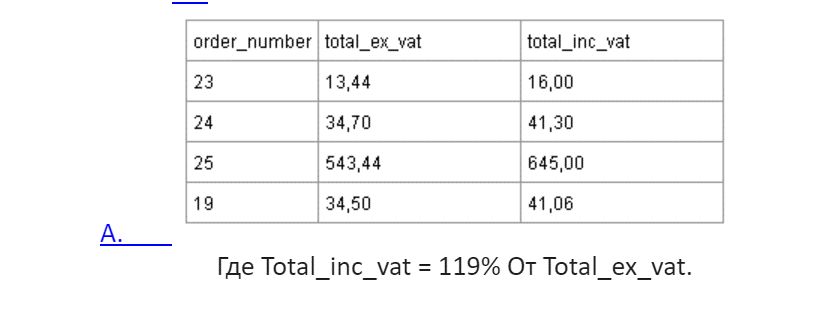 order_number total_ex_vat total_inc_vat
23 13,44 16,00
24 34,70 41,30
25 543,44 645,00
19 34,50 41,06
A.
Где Total_inc_vat = 119% От Total_ex_vat.